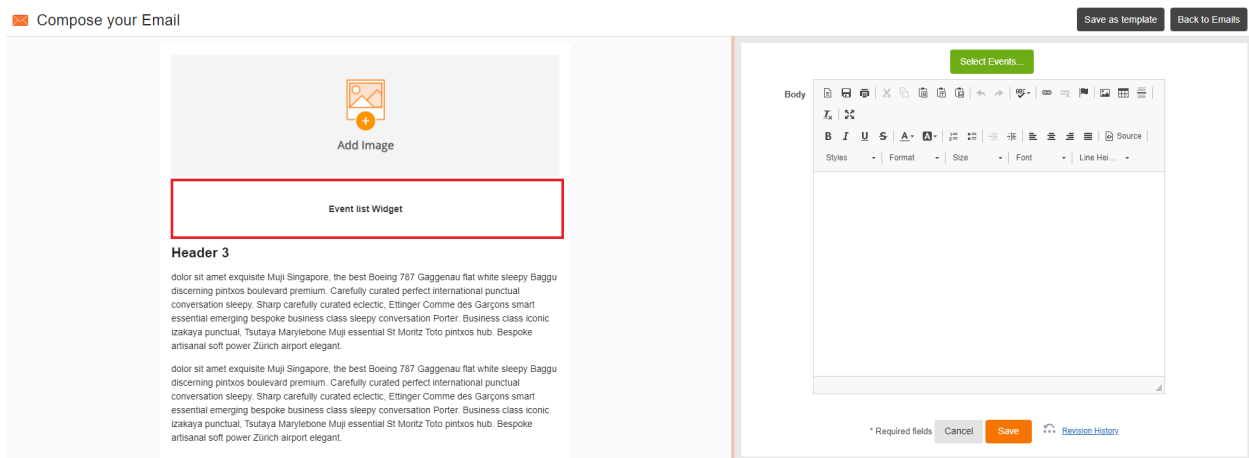 Compose your Email
Save as template
Back to Emails
Add Image
Event list Widget
Header 3
dolor sit amet exquisite Muji Singapore, the best Boeing 787 Gaggenau flat white sleepy Baggu
discerning pintxos boulevard premium. Carefully curated perfect international punctual
conversation sleepy. Sharp carefully curated eclectic, Ettinger Comme des Garçons smart
essential emerging bespoke business class sleepy conversation Porter. Business class iconic
izakaya punctual, Tsutaya Marylebone Muji essential St Moritz Toto pintxos hub. Bespoke
artisanal soft power Zürich airport elegant.
dolor sit amet exquisite Muji Singapore, the best Boeing 787 Gaggenau flat white sleepy Baggu
discerning pintxos boulevard premium. Carefully curated perfect international punctual
conversation sleepy. Sharp carefully curated eclectic, Ettinger Comme des Garçons smart
essential emerging bespoke business class sleepy conversation Porter. Business class iconic
izakaya punctual, Tsutaya Marylebone Muji essential St Moritz Toto pintxos hub. Bespoke
artisanal soft power Zürich airport elegant.
Select Events...
Body
Source
Styles Format Size Font Line Hei...
* Required fields Cancel Save Revision History